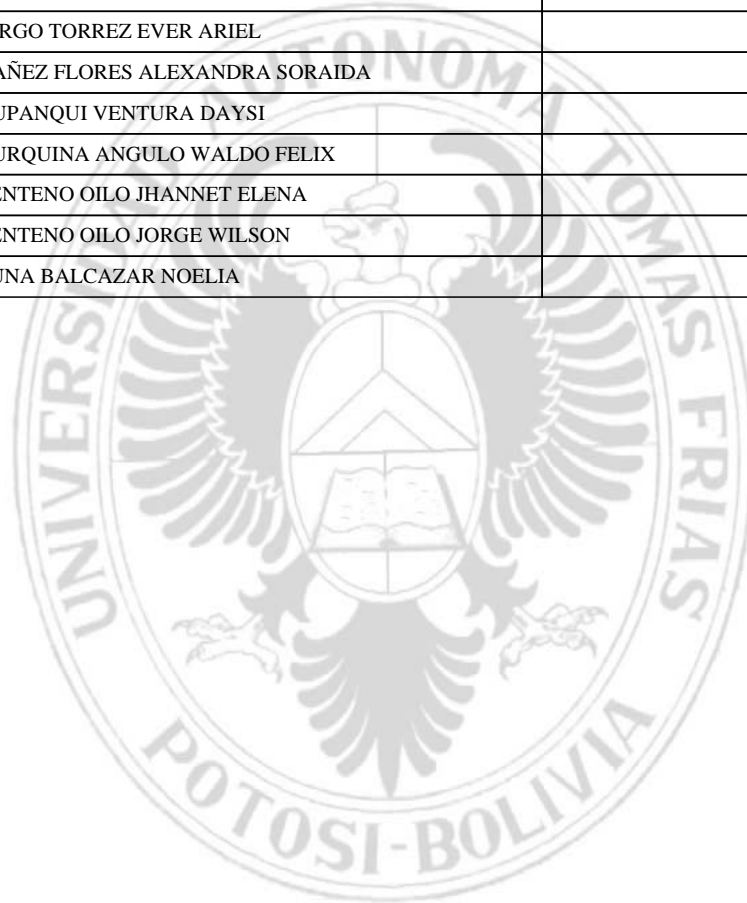 RGO TORREZ EVER ARIEL
AÑEZ FLORES ALEXANDRA SORAIDA
UPANQUI VENTURA DAYSI
URQUINA ANGULO WALDO FELIX
ENTENO OILO JHANNET ELENA
ENTENO OILO JORGE WILSON
UNA BALCAZAR NOELIA
UNIVERSIDAD AUTONOMA TOMAS FRIAS
POTOSI-BOLIVIA